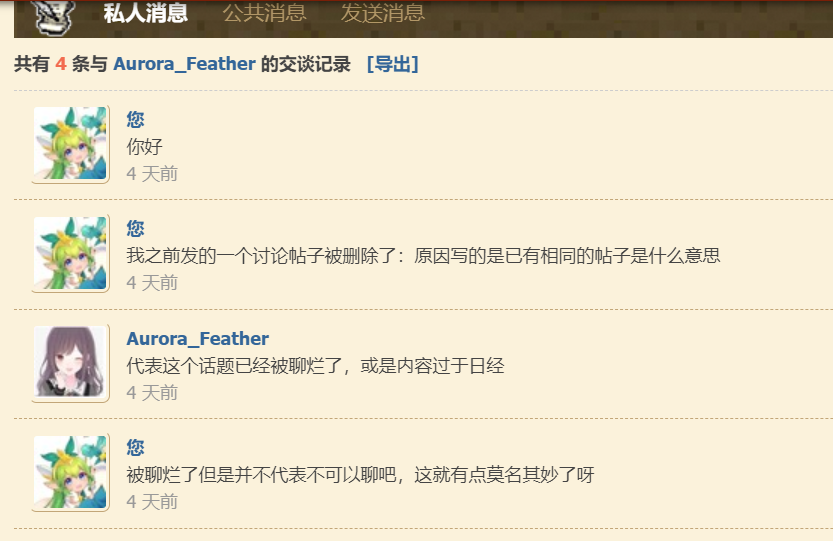 私人消息 公共消息 发送消息
共有 4 条与 Aurora_Feather 的交谈记录 [导出]
您
你好
4 天前
您
我之前发的一个讨论帖子被删除了：原因写的是已有相同的帖子是什么意思
4 天前
Aurora_Feather
代表这个话题已经被聊烂了，或是内容过于日经
4 天前
您
被聊烂了但是并不代表不可以聊吧，这就有点莫名其妙了呀
4 天前